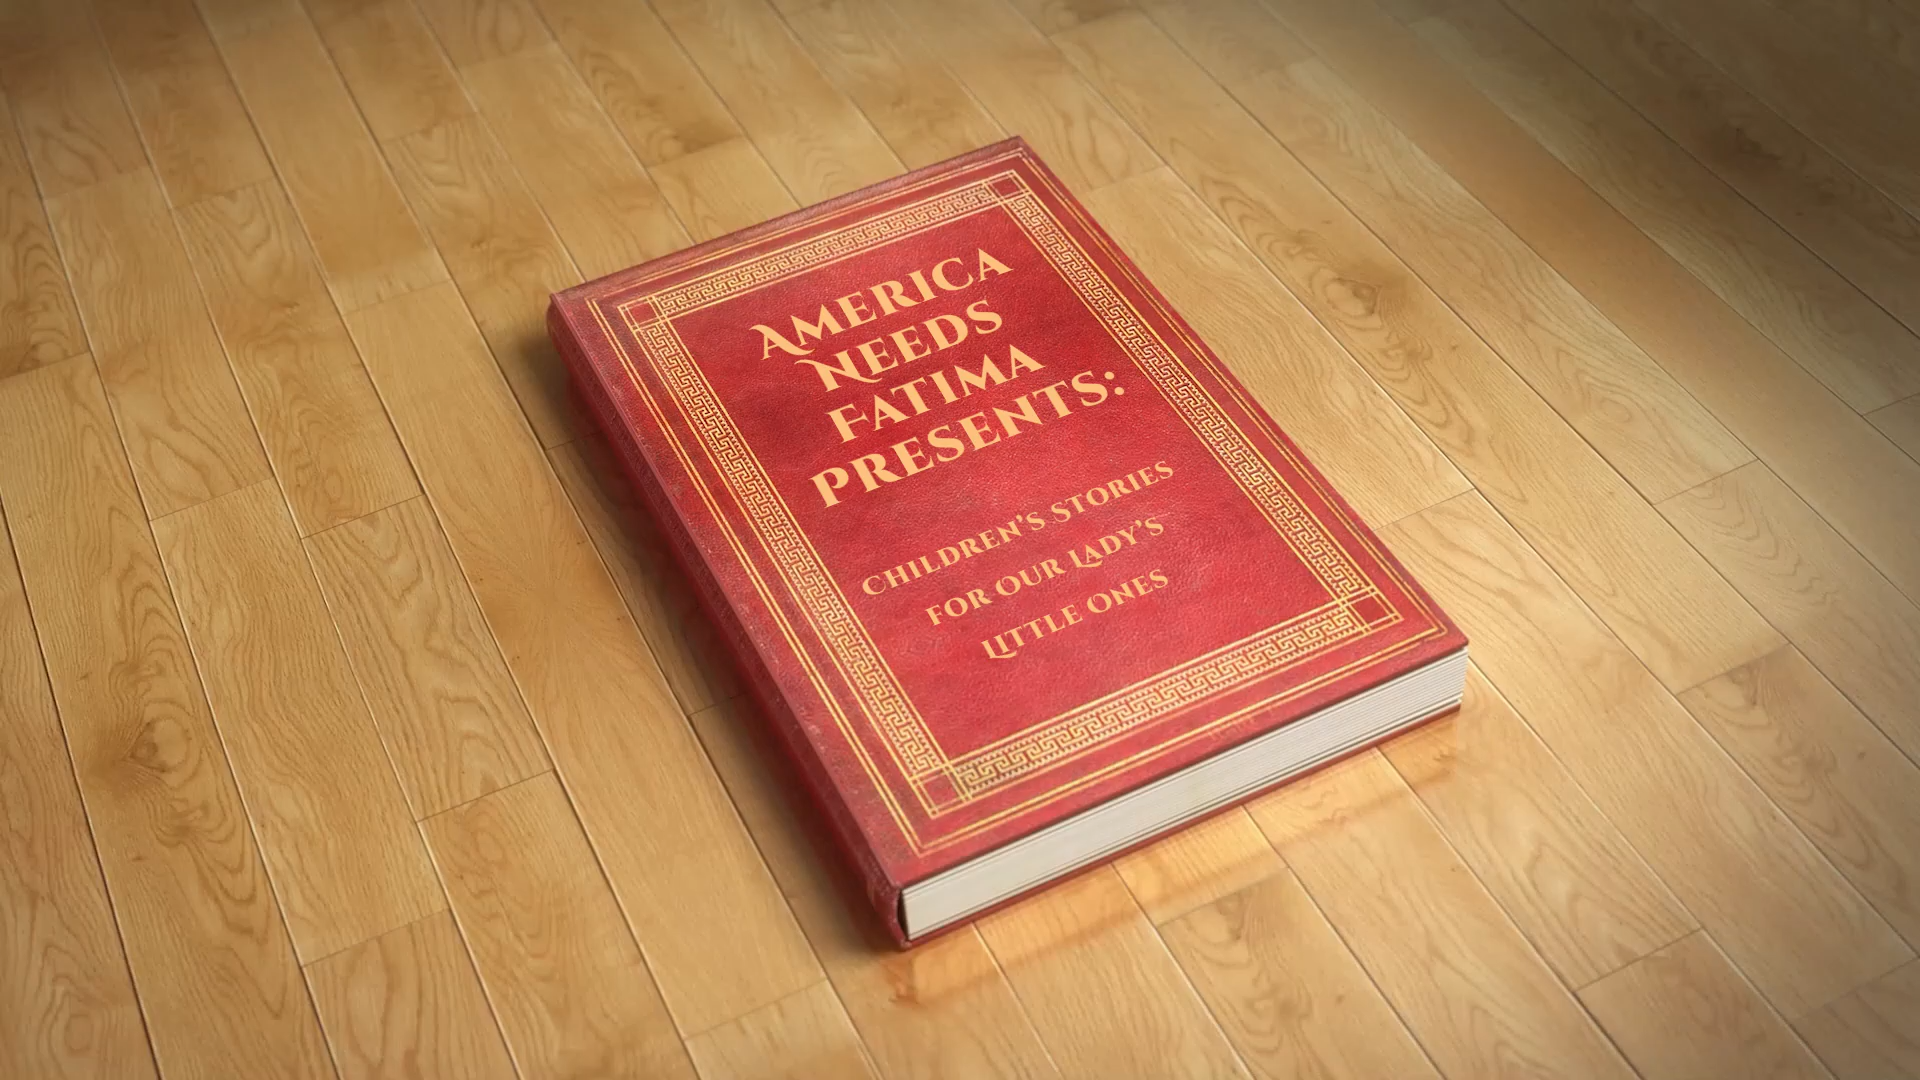 America
Needs
Fatima
presents:
Children's Stories
for Our Lady's
Little Ones